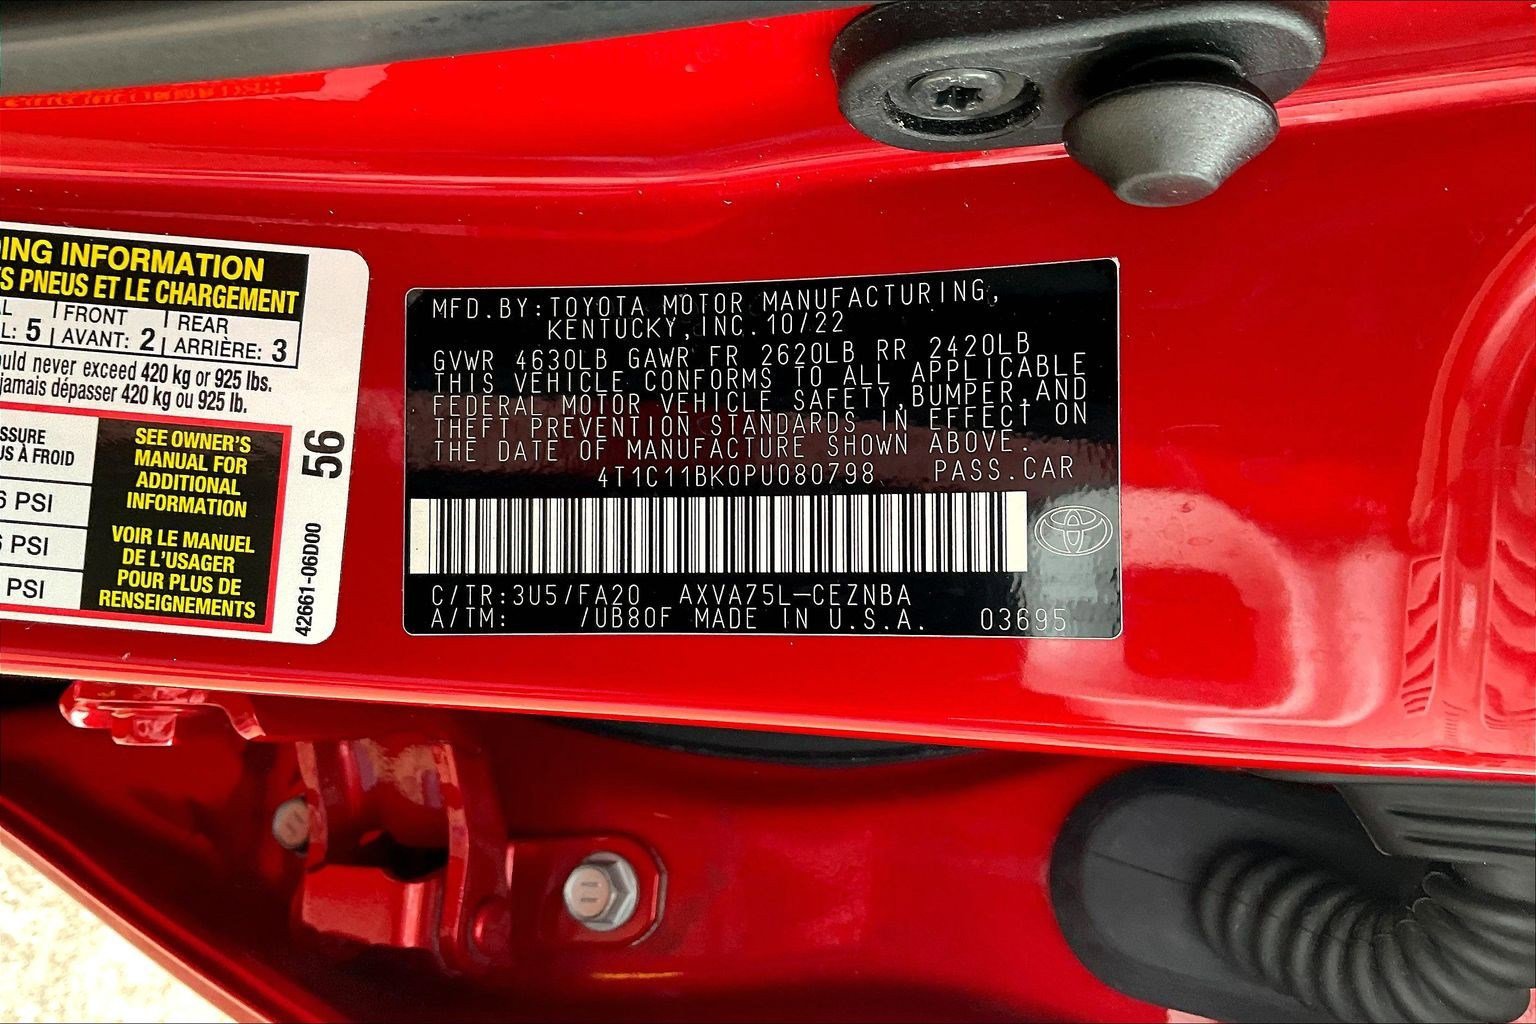 ING INFORMATION
S PNEUS ET LE CHARGEMENT
L: 5 | FRONT AVANT: 2 | REAR ARRIÈRE: 3
ould never exceed 420 kg or 925 lbs.
jamais dépasser 420 kg ou 925 lb.
SSURE
US À FROID
6 PSI
6 PSI
PSI
SEE OWNER'S
MANUAL FOR
ADDITIONAL
INFORMATION
VOIR LE MANUEL
DE L'USAGER
POUR PLUS DE
RENSEIGNEMENTS
56
42661-06D00
MFD.BY:TOYOTA MOTOR MANUFACTURING,
KENTUCKY,INC.10/22
GVWR 4630LB GAWR FR 2620LB RR 2420LB
THIS VEHICLE CONFORMS TO ALL APPLICABLE
FEDERAL MOTOR VEHICLE SAFETY,BUMPER,AND
THEFT PREVENTION STANDARDS IN EFFECT ON
THE DATE OF MANUFACTURE SHOWN ABOVE.
4T1C11BK0PU080798 PASS.CAR
C/TR:3U5/FA20 AXVA75L-CEZNBA
A/TM: /UB80F MADE IN U.S.A. 03695